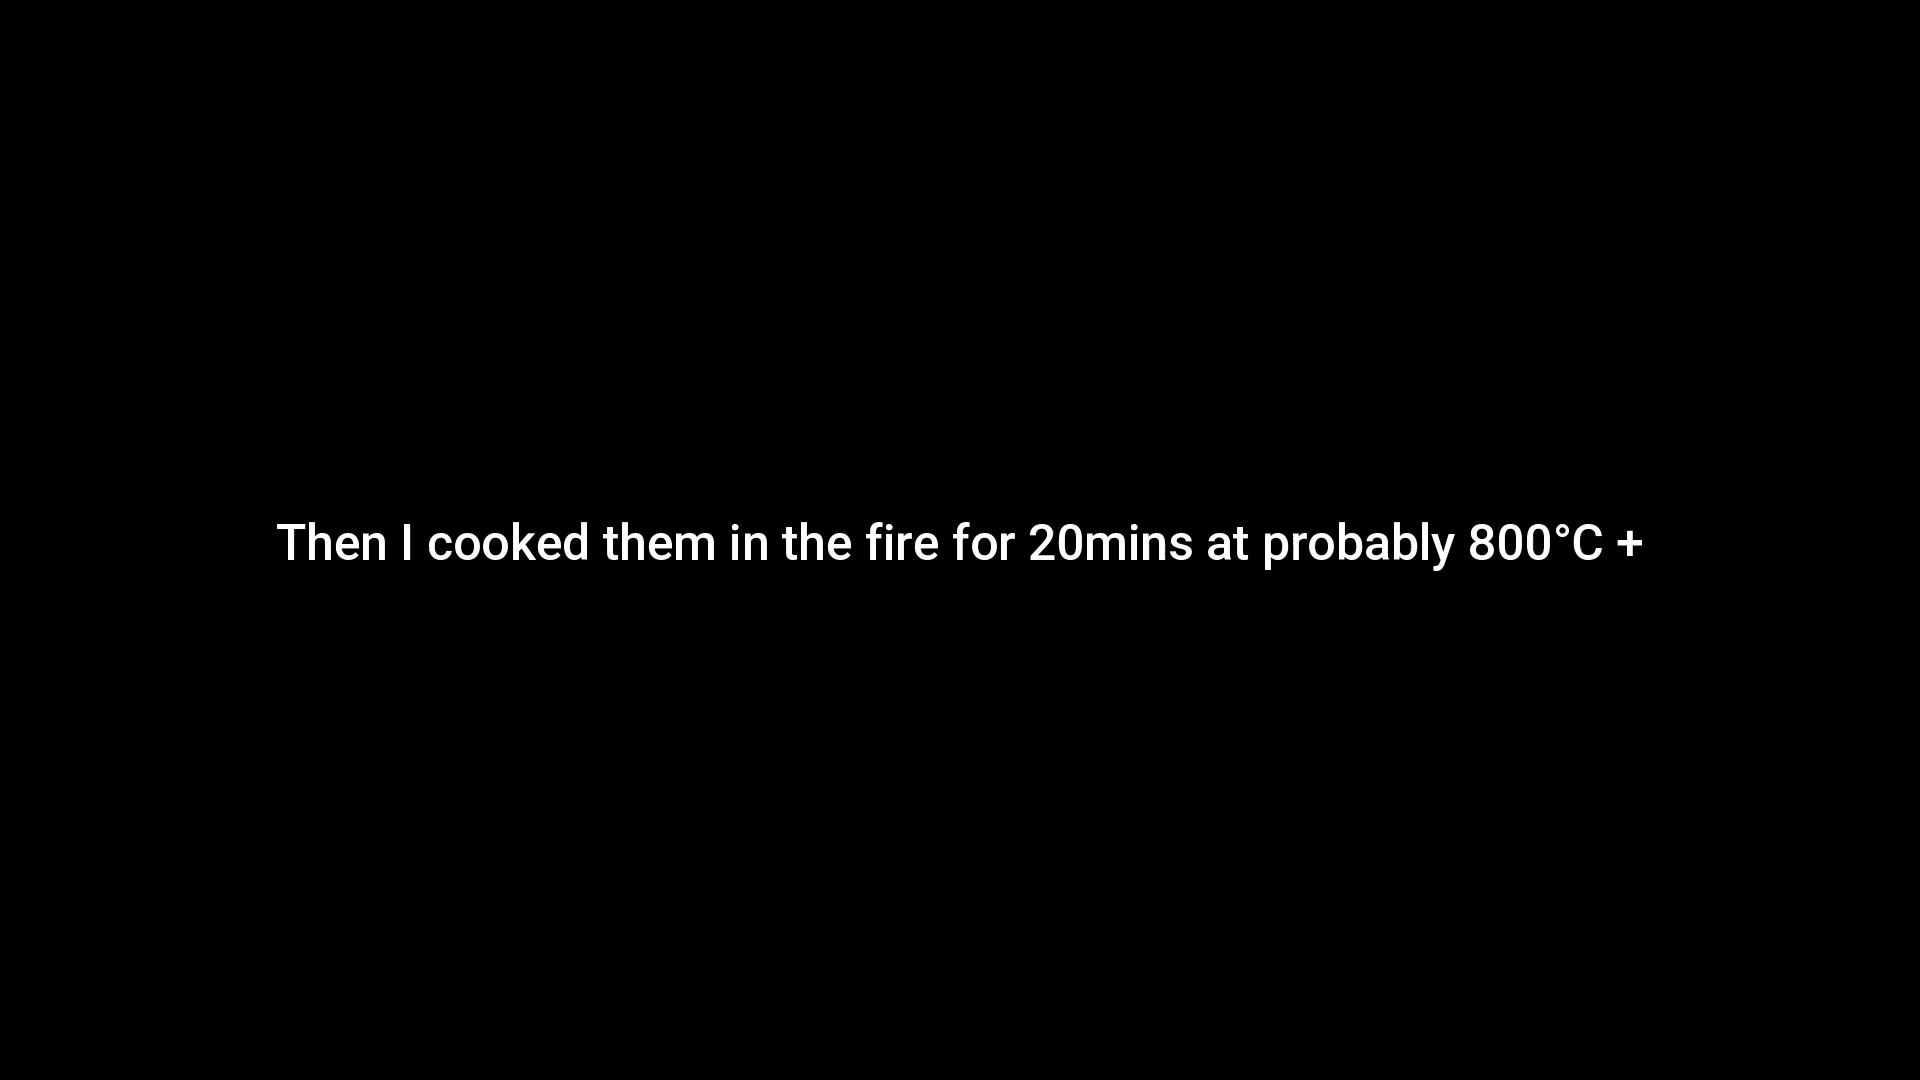 Then I cooked them in the fire for 20mins at probably 800°C +